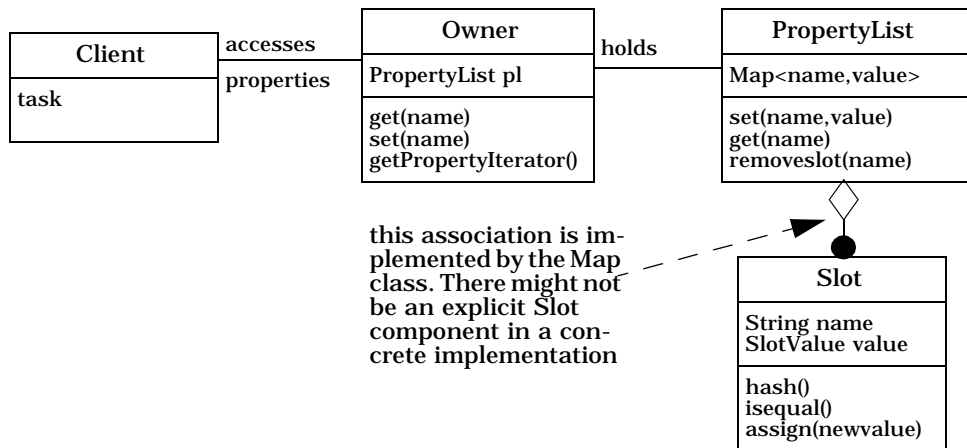 Client
task
accesses
properties
Owner
PropertyList pl
get(name)
set(name)
getPropertyIterator()
holds
PropertyList
Map<name,value>
set(name,value)
get(name)
removeslot(name)
this association is im-
plemented by the Map
class. There might not
be an explicit Slot
component in a con-
crete implementation
Slot
String name
SlotValue value
hash()
isequal()
assign(newvalue)